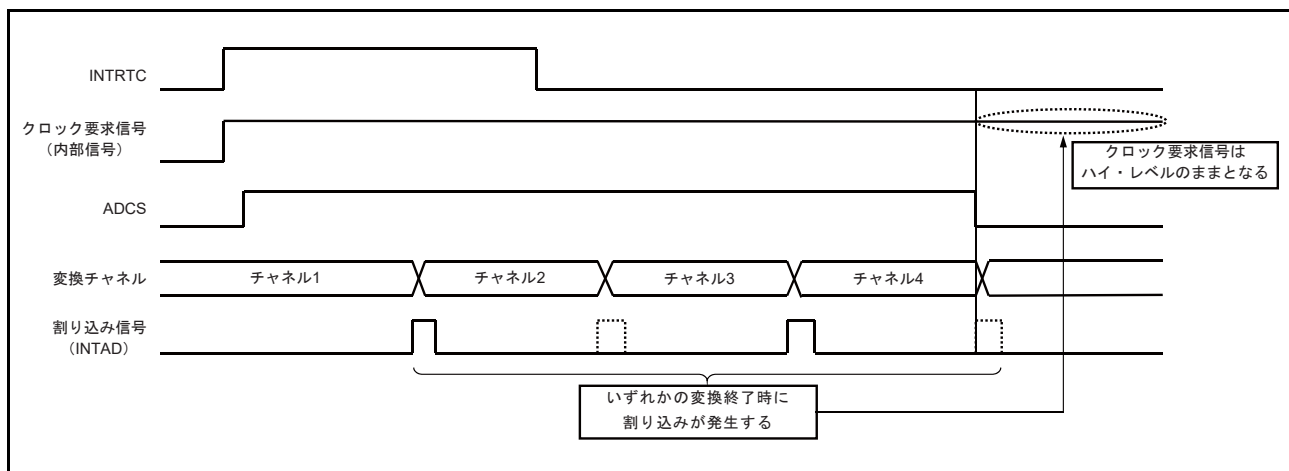 INTRTC
クロック要求信号
（内部信号）
クロック要求信号は
ハイ・レベルのままとなる
ADCS
変換チャネル
チャネル1
チャネル2
チャネル3
チャネル4
割り込み信号
（INTAD）
いずれかの変換終了時に
割り込みが発生する